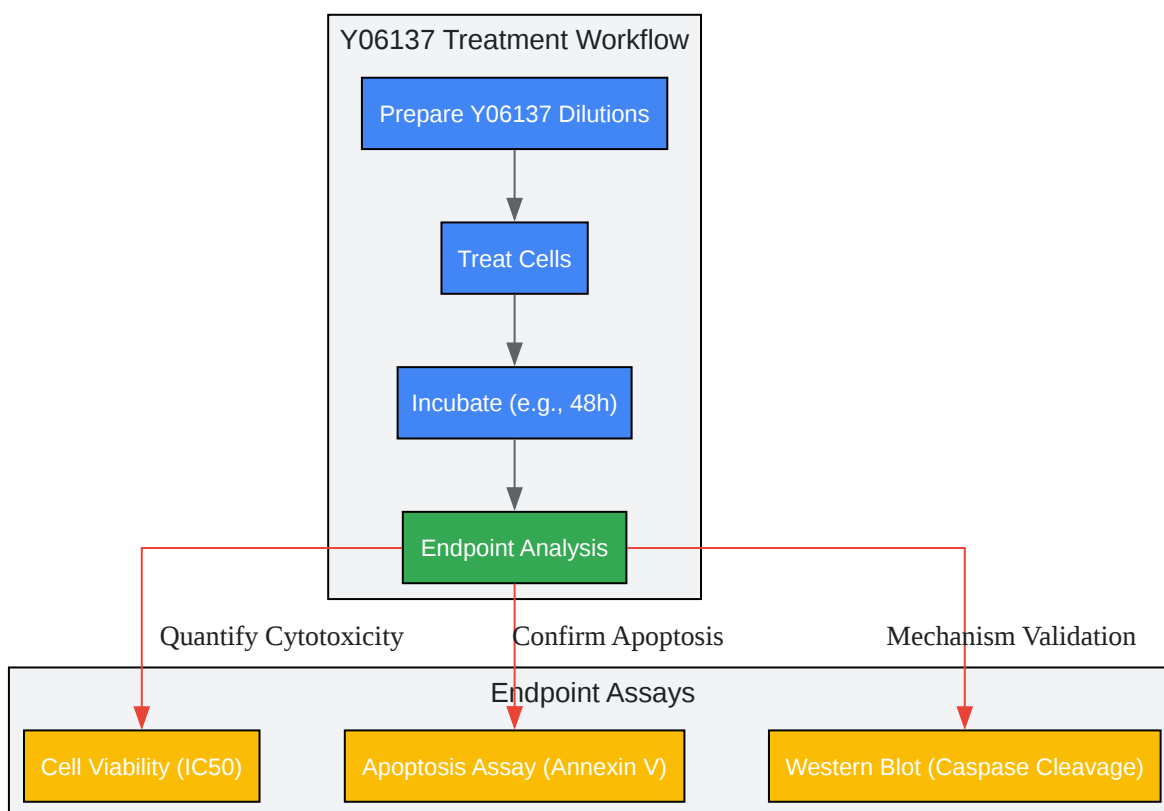 Y06137 Treatment Workflow
Prepare Y06137 Dilutions
Treat Cells
Incubate (e.g., 48h)
Endpoint Analysis
Quantify Cytotoxicity
Confirm Apoptosis
Mechanism Validation
Endpoint Assays
Cell Viability (IC50)
Apoptosis Assay (Annexin V)
Western Blot (Caspase Cleavage)